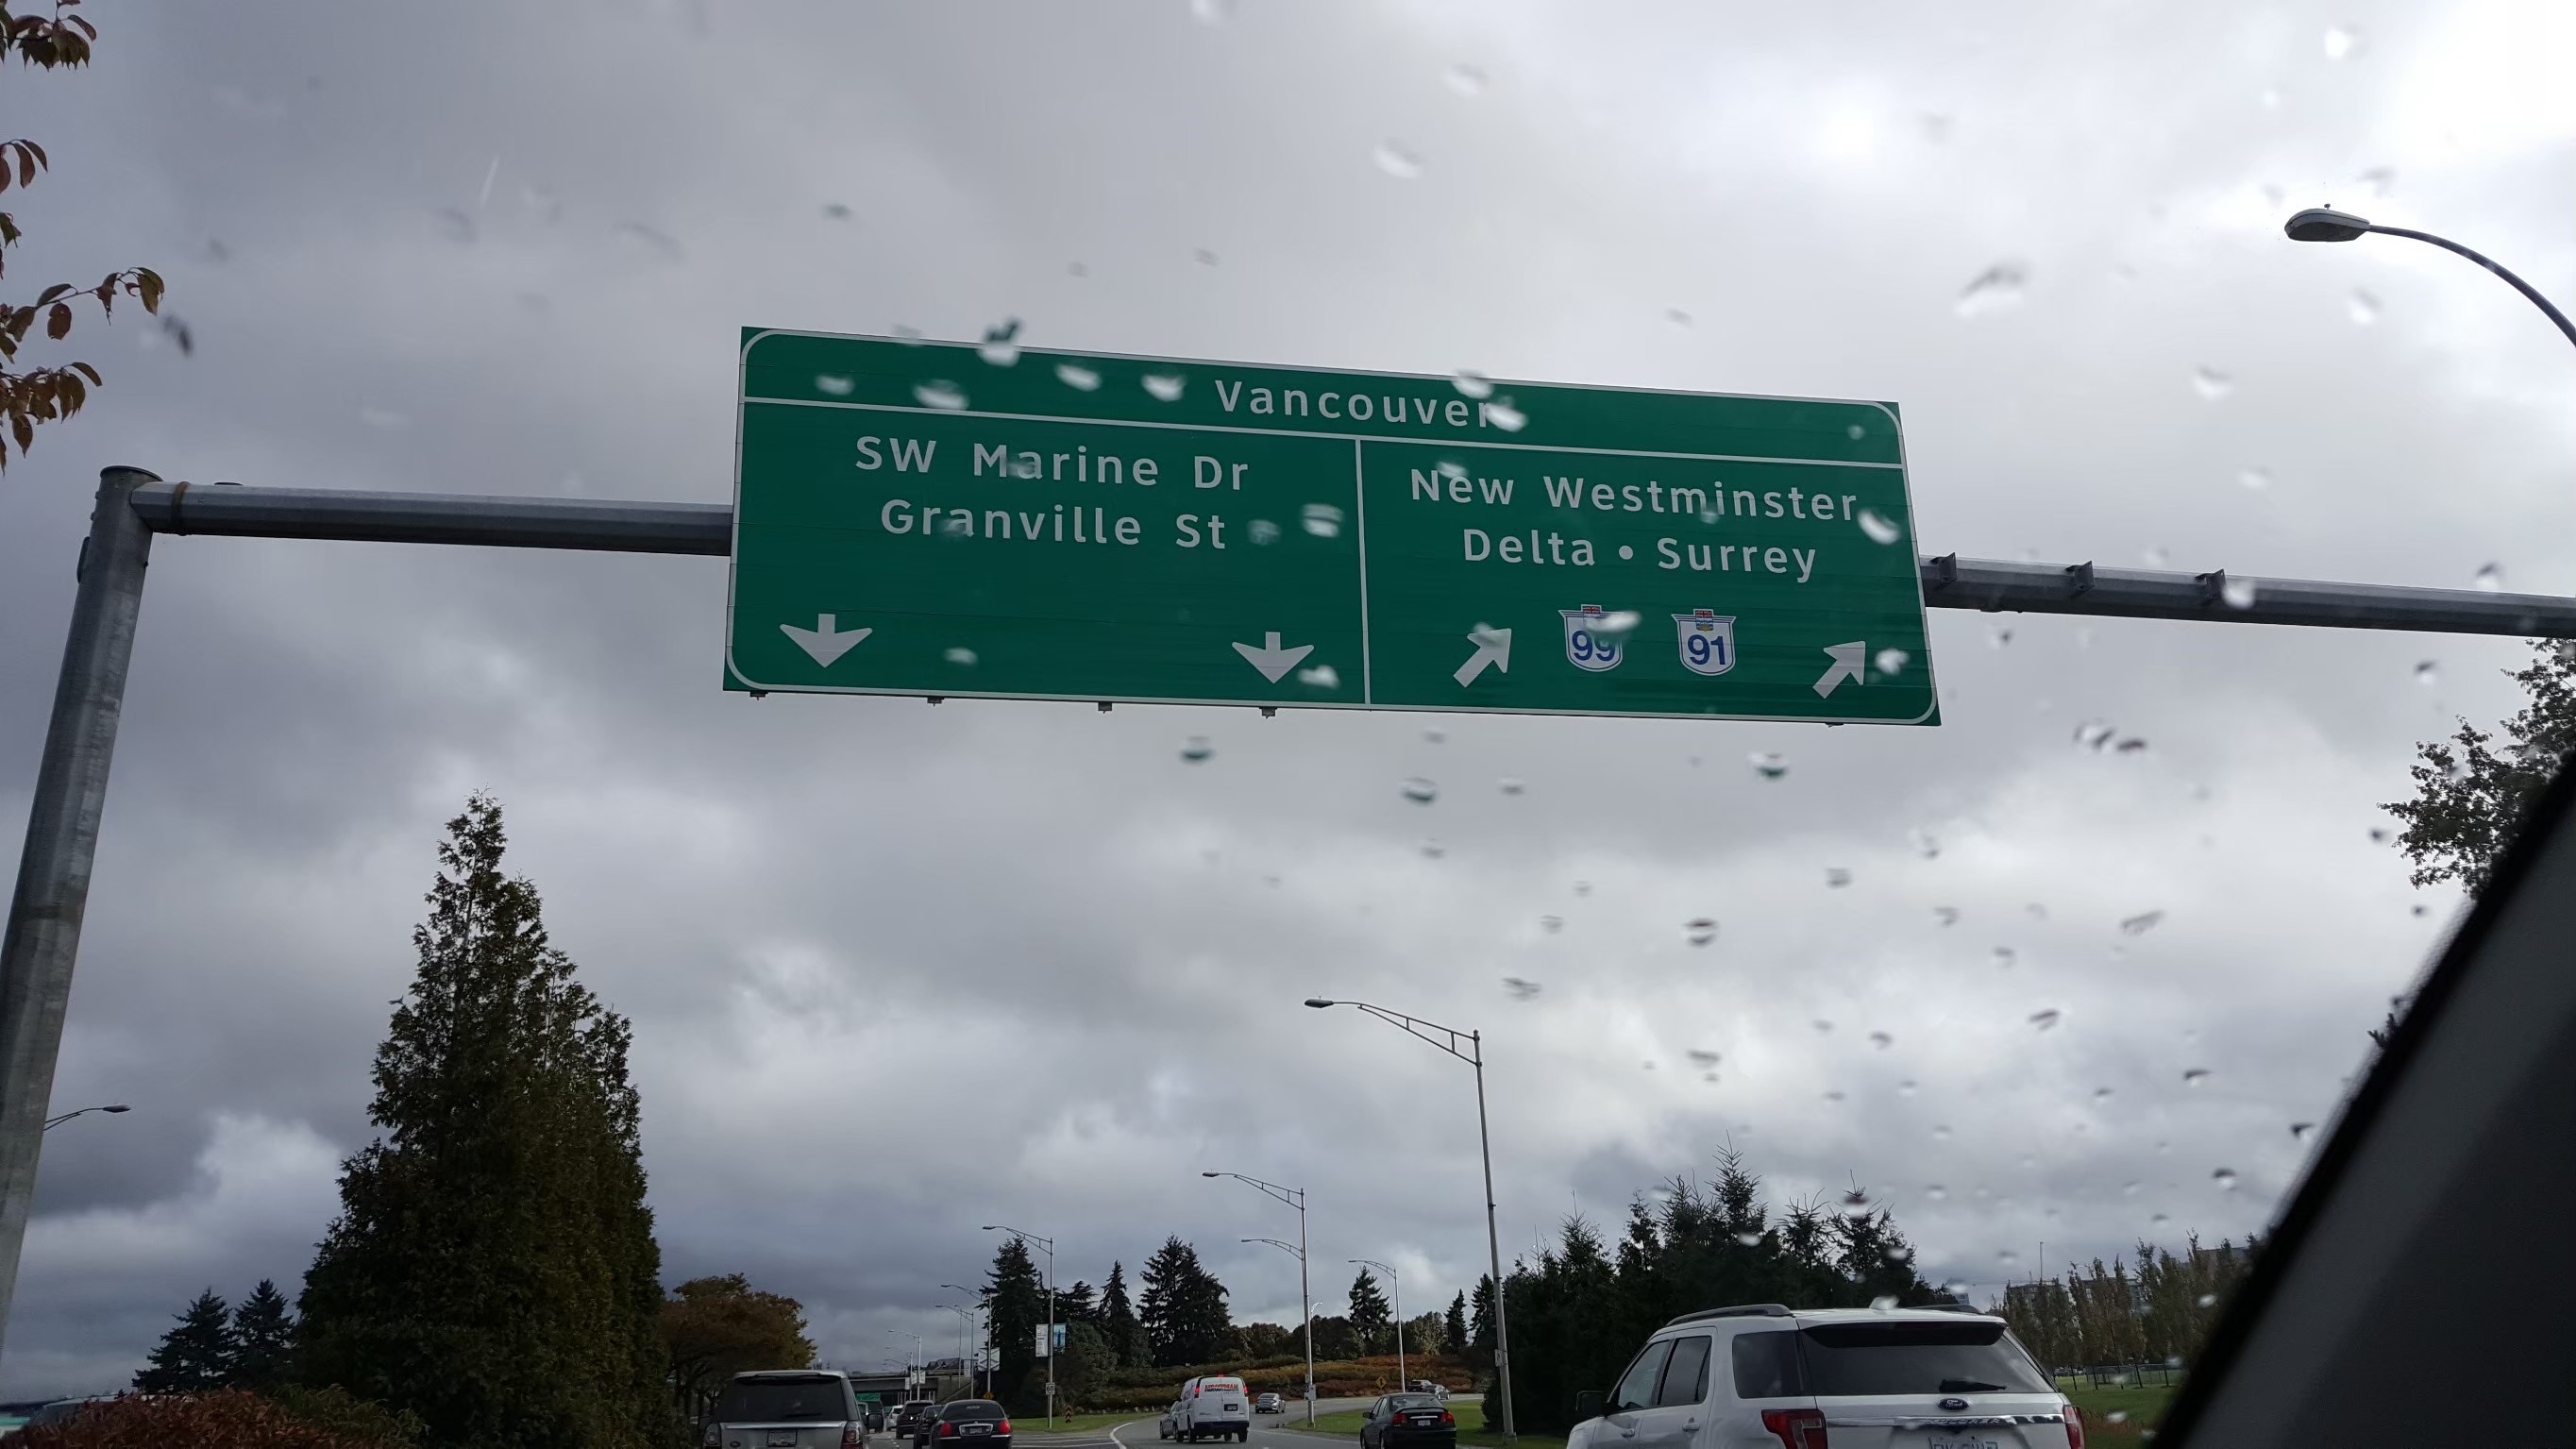 Vancouver
SW Marine Dr
Granville St
New Westminster
Delta • Surrey
99 91